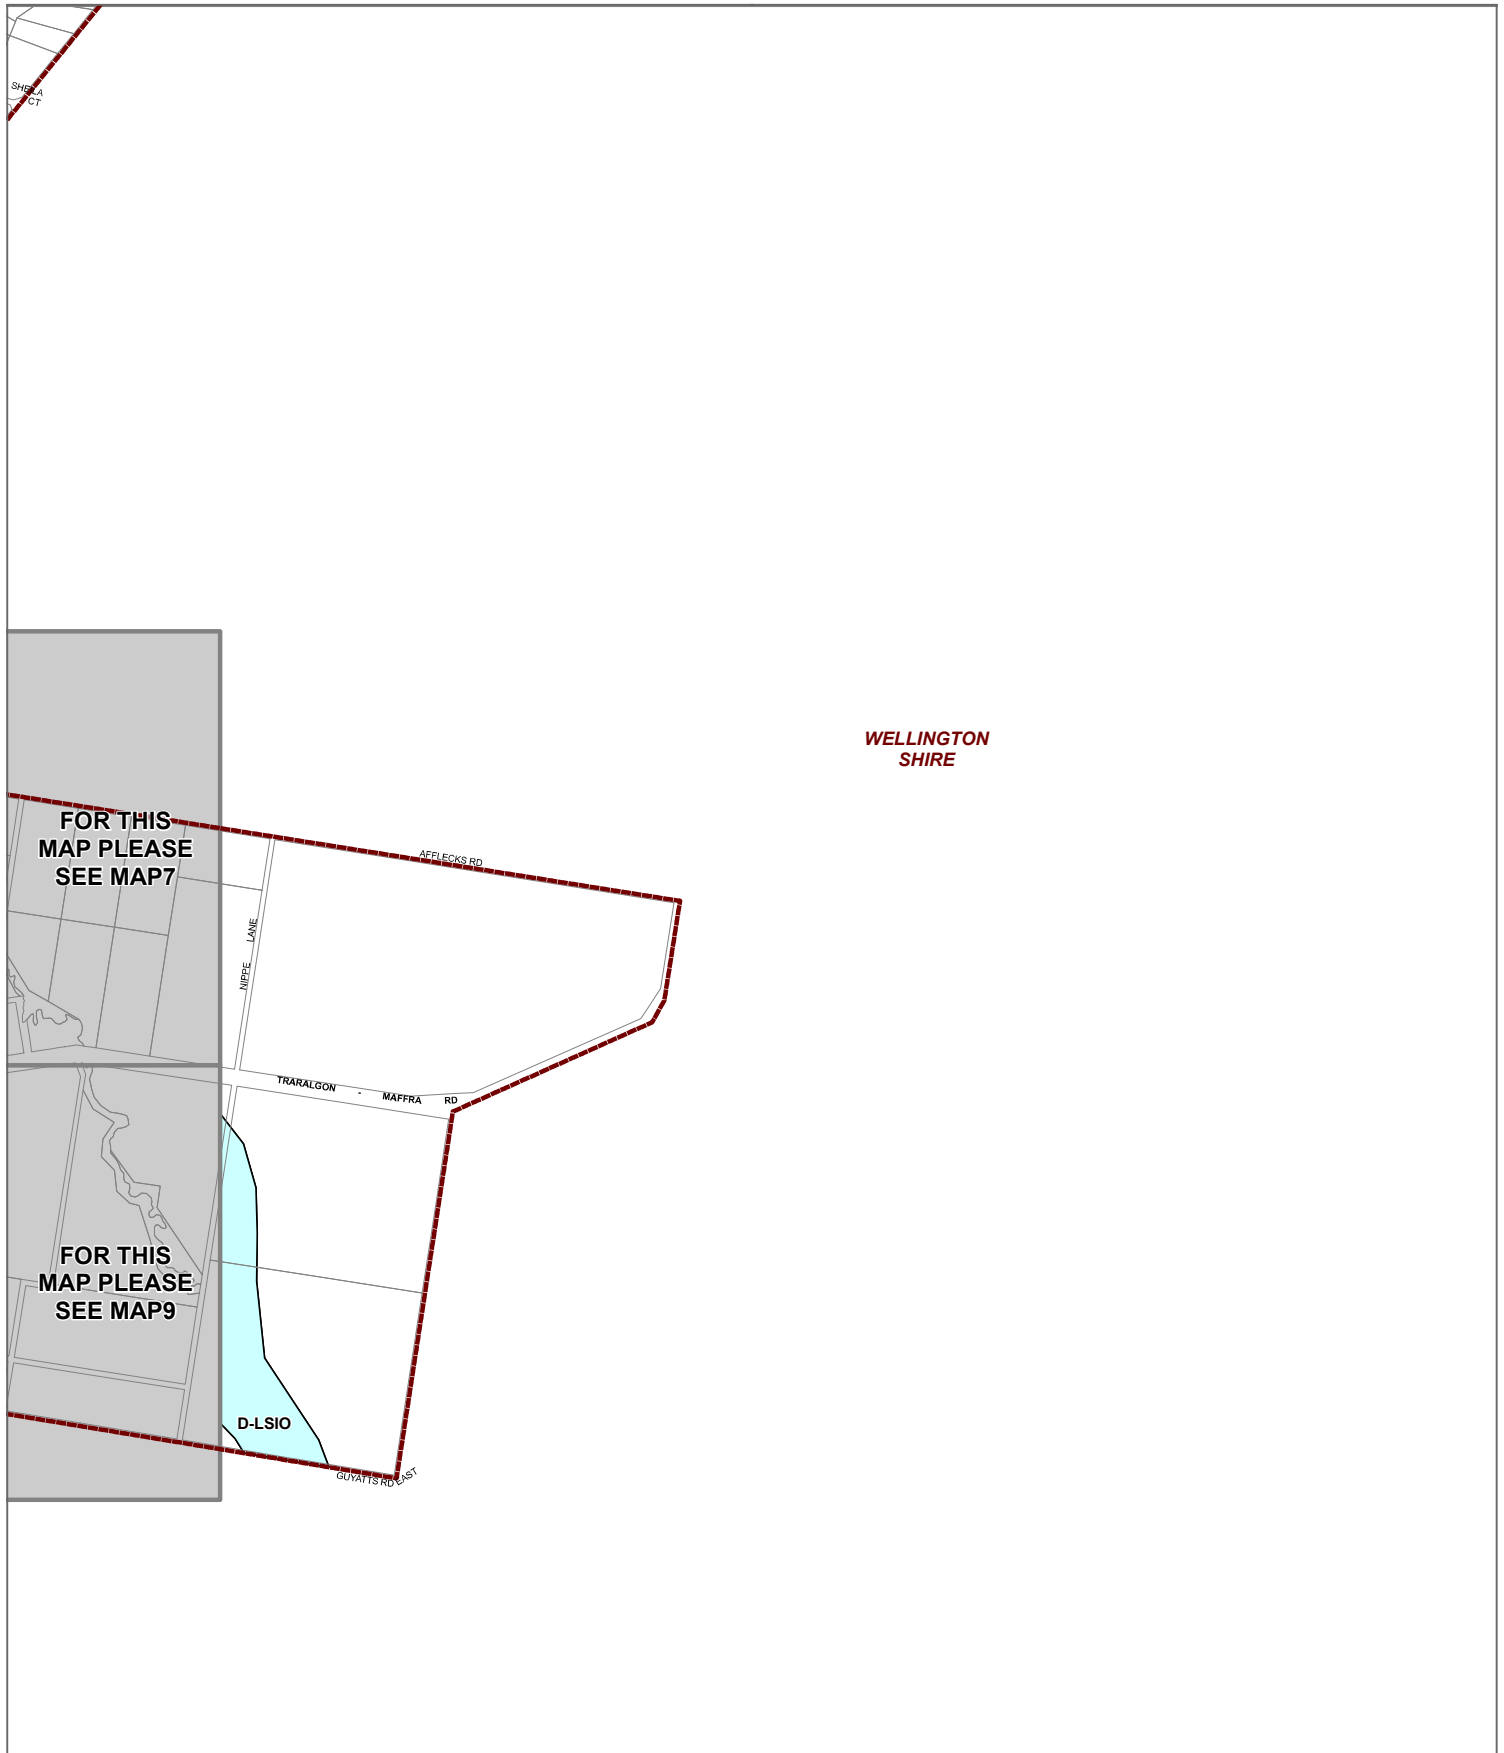 SHEILA
CT
WELLINGTON
SHIRE
FOR THIS
MAP PLEASE
SEE MAP7
AFFLECKS RD
NIPPE LANE
TRARALGON - MAFFRA RD
FOR THIS
MAP PLEASE
SEE MAP9
D-LSIO
GUYATTS RD EAST